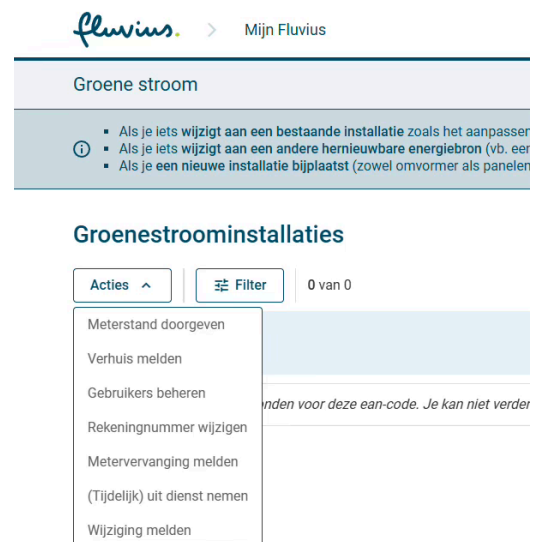 fluvius. > Mijn Fluvius
Groene stroom
Als je iets wijzigt aan een bestaande installatie zoals het aanpassen
Als je iets wijzigt aan een andere hernieuwbare energiebron (vb. een
Als je een nieuwe installatie bijplaatst (zowel omvormer als panelen
Groenestroominstallaties
Acties Filter 0 van 0
Meterstand doorgeven
Verhuis melden
Gebruikers beheren
onden voor deze ean-code. Je kan niet verder
Rekeningnummer wijzigen
Metervervanging melden
(Tijdelijk) uit dienst nemen
Wijziging melden